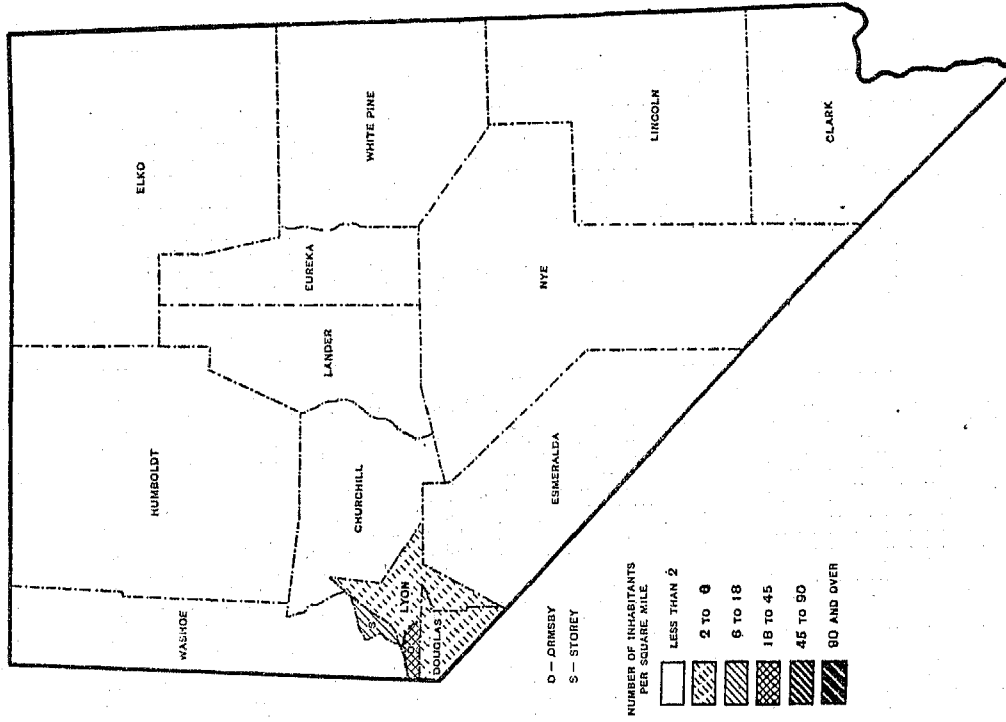 WASHOE
HUMBOLDT
ELKO
LANDER
EUREKA
WHITE PINE
CHURCHILL
S
LYON
O
DOUGLAS
ESMERALDA
NYE
LINCOLN
CLARK
O – ORMSBY
S – STOREY
NUMBER OF INHABITANTS
PER SQUARE MILE
LESS THAN 2
2 TO 6
6 TO 18
18 TO 45
45 TO 90
90 AND OVER